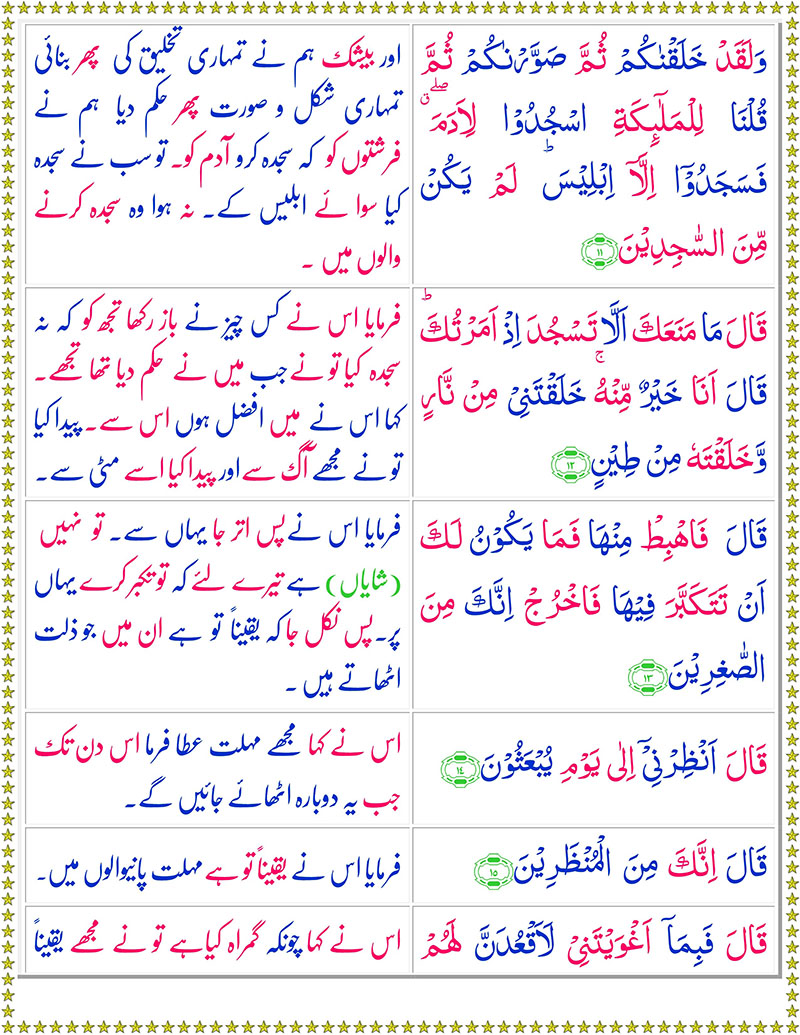 وَلَقَدْ خَلَقْنٰكُمْ ثُمَّ صَوَّرْنٰكُمْ ثُمَّ
قُلْنَا لِلْمَلٰٓىِٕكَةِ اسْجُدُوْا لِاٰدَمَ ۖۗ
فَسَجَدُوْۤا اِلَّاۤ اِبْلِيْسَ ؕ لَمْ يَكُنْ
مِّنَ السّٰجِدِيْنَ ۱۱
اور بیشک ہم نے تمہاری تخلیق کی پھر بنائی
تمہاری شکل و صورت پھر حکم دیا ہم نے
فرشتوں کو کہ سجدہ کرو آدم کو۔ تو سب نے سجدہ
کیا سوائے ابلیس کے۔ نہ ہوا وہ سجدہ کرنے
والوں میں ۔
قَالَ مَا مَنَعَكَ اَلَّا تَسْجُدَ اِذْ اَمَرْتُكَ ؕ
قَالَ اَنَا خَيْرٌ مِّنْهُ ۚ خَلَقْتَنِيْ مِنْ نَّارٍ
وَّخَلَقْتَهٗ مِنْ طِيْنٍ ۱۲
فرمایا اس نے کس چیز نے باز رکھا تجھ کو کہ نہ
سجدہ کیا تونے جب میں نے حکم دیا تھا تجھے۔
کہا اس نے میں افضل ہوں اس سے۔ پیدا کیا
تو نے مجھے آگ سے اور پیدا کیا اسے مٹی سے۔
قَالَ فَاهْبِطْ مِنْهَا فَمَا يَكُوْنُ لَكَ
اَنْ تَتَكَبَّرَ فِيْهَا فَاخْرُجْ اِنَّكَ مِنَ
الصّٰغِرِيْنَ ۱۳
فرمایا اس نے پس اتر جا یہاں سے۔ تو نہیں
(شایاں) ہے تیرے لئے کہ تو تکبر کرے یہاں
پر۔ پس نکل جا کہ یقیناً تو ہے ان میں جو ذلت
اٹھاتے ہیں ۔
قَالَ اَنْظِرْنِيْۤ اِلٰى يَوْمِ يُبْعَثُوْنَ ۱۴
اس نے کہا مجھے مہلت عطا فرما اس دن تک
جب یہ دوبارہ اٹھائے جائیں گے۔
قَالَ اِنَّكَ مِنَ الْمُنْظَرِيْنَ ۱۵
فرمایا اس نے یقیناً تو ہے مہلت پانیوالوں میں۔
قَالَ فَبِمَاۤ اَغْوَيْتَنِيْ لَاَقْعُدَنَّ لَهُمْ
اس نے کہا چونکہ گمراہ کیا ہے تو نے مجھے یقیناً